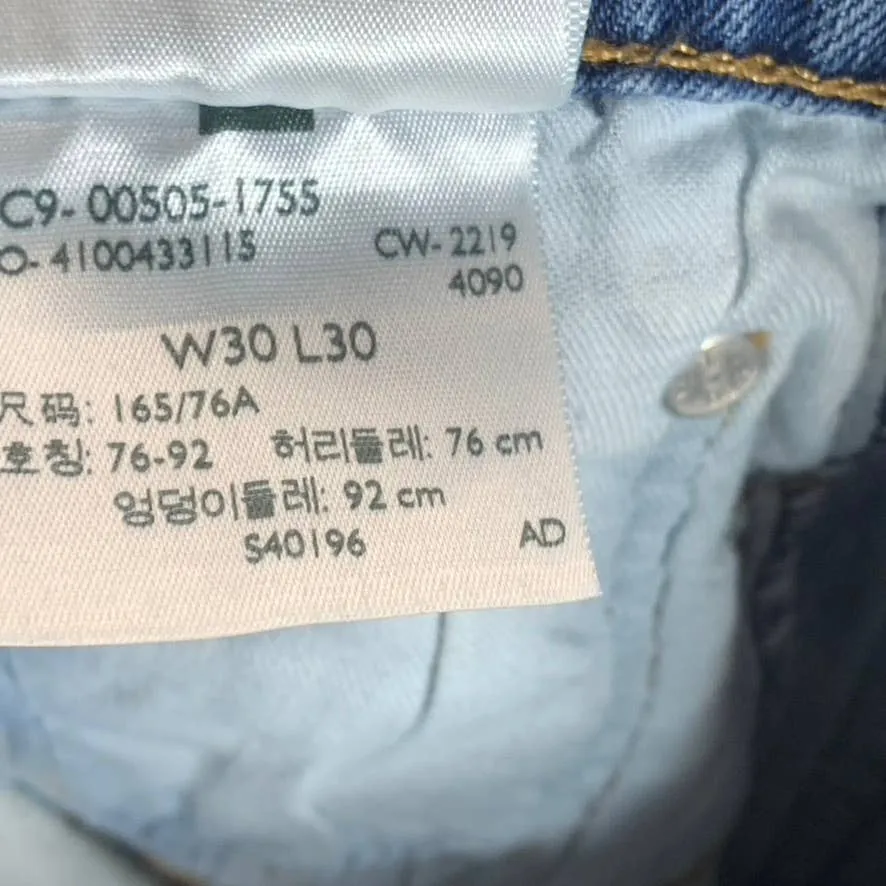 C9-00505-1755
O-4100433115 CW-2219
4090
W30 L30
尺码: 165/76A
호칭: 76-92 허리둘레: 76 cm
엉덩이둘레: 92 cm
S40196 AD